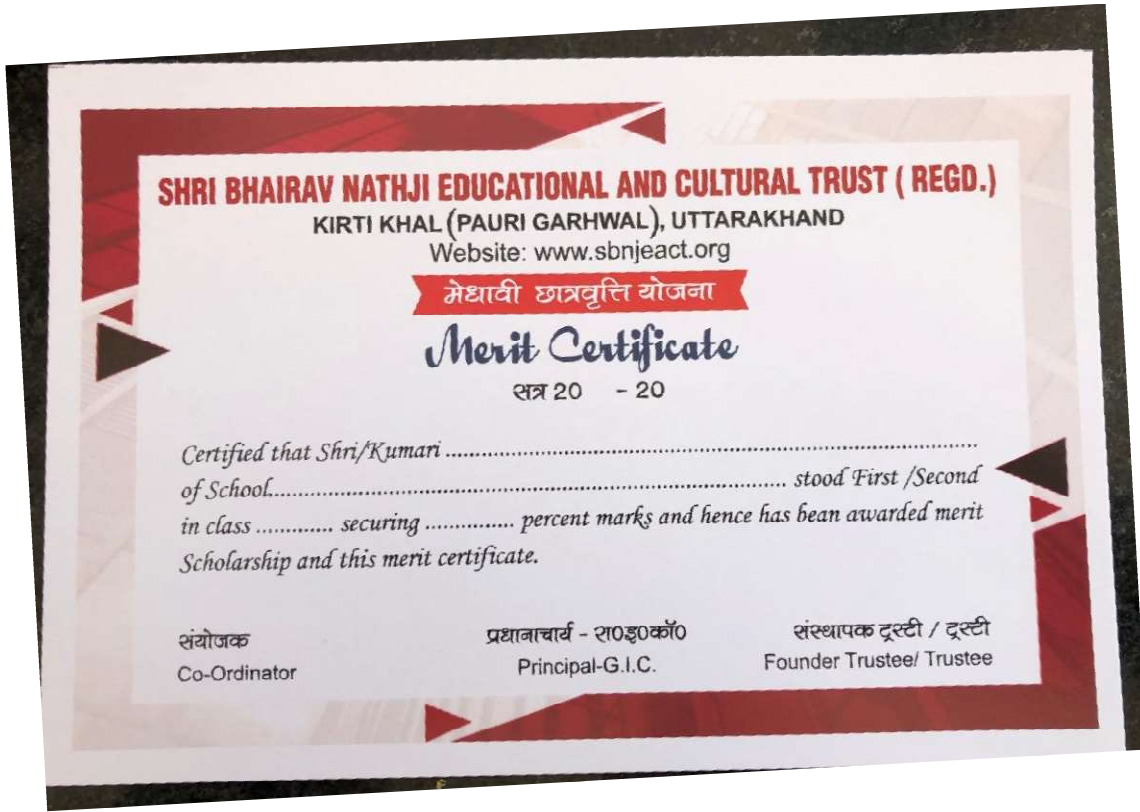 SHRI BHAIRAV NATHJI EDUCATIONAL AND CULTURAL TRUST ( REGD.)
KIRTI KHAL (PAURI GARHWAL), UTTARAKHAND
Website: www.sbnjeact.org
मेधावी छात्रवृत्ति योजना
Merit Certificate
सत्र 20 - 20
Certified that Shri/Kumari ...............................................................................................
of School......................................................................................... stood First /Second
in class ............. securing ............... percent marks and hence has bean awarded merit
Scholarship and this merit certificate.
संयोजक प्रधानाचार्य - रा0इ0कॉ0 संस्थापक ट्रस्टी / ट्रस्टी
Co-Ordinator Principal-G.I.C. Founder Trustee/ Trustee